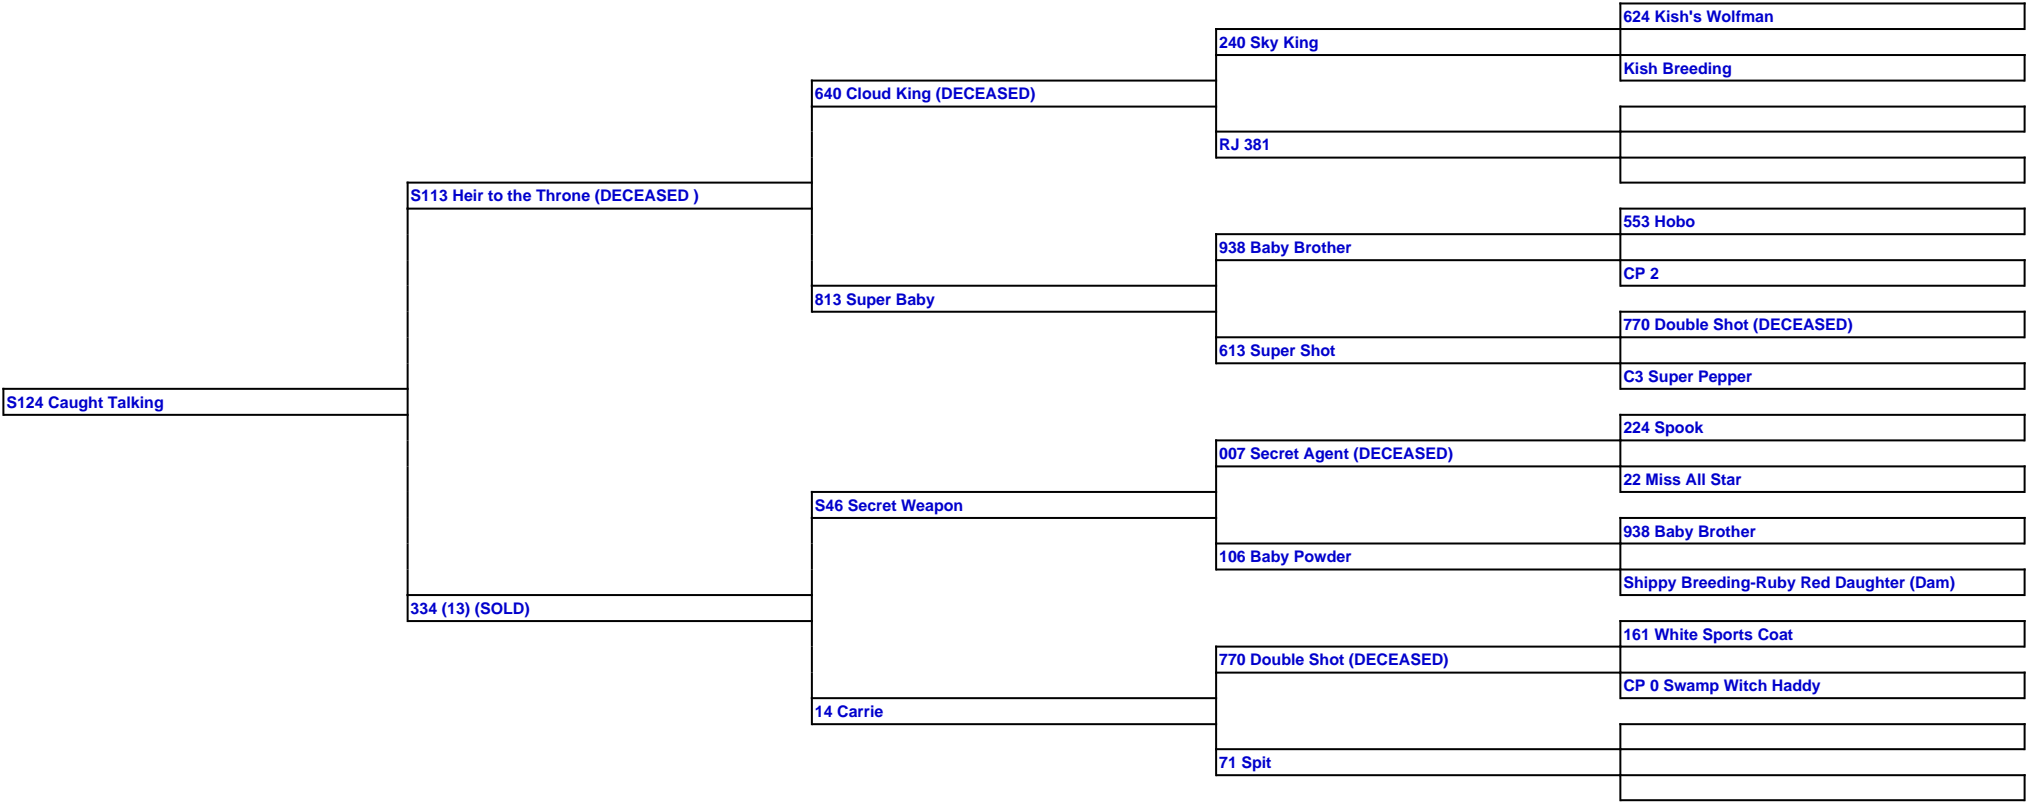 624 Kish's Wolfman
240 Sky King
Kish Breeding
640 Cloud King (DECEASED)
RJ 381
S113 Heir to the Throne (DECEASED )
553 Hobo
938 Baby Brother
CP 2
813 Super Baby
770 Double Shot (DECEASED)
613 Super Shot
C3 Super Pepper
S124 Caught Talking
224 Spook
007 Secret Agent (DECEASED)
22 Miss All Star
S46 Secret Weapon
938 Baby Brother
106 Baby Powder
Shippy Breeding-Ruby Red Daughter (Dam)
334 (13) (SOLD)
161 White Sports Coat
770 Double Shot (DECEASED)
CP 0 Swamp Witch Haddy
14 Carrie
71 Spit